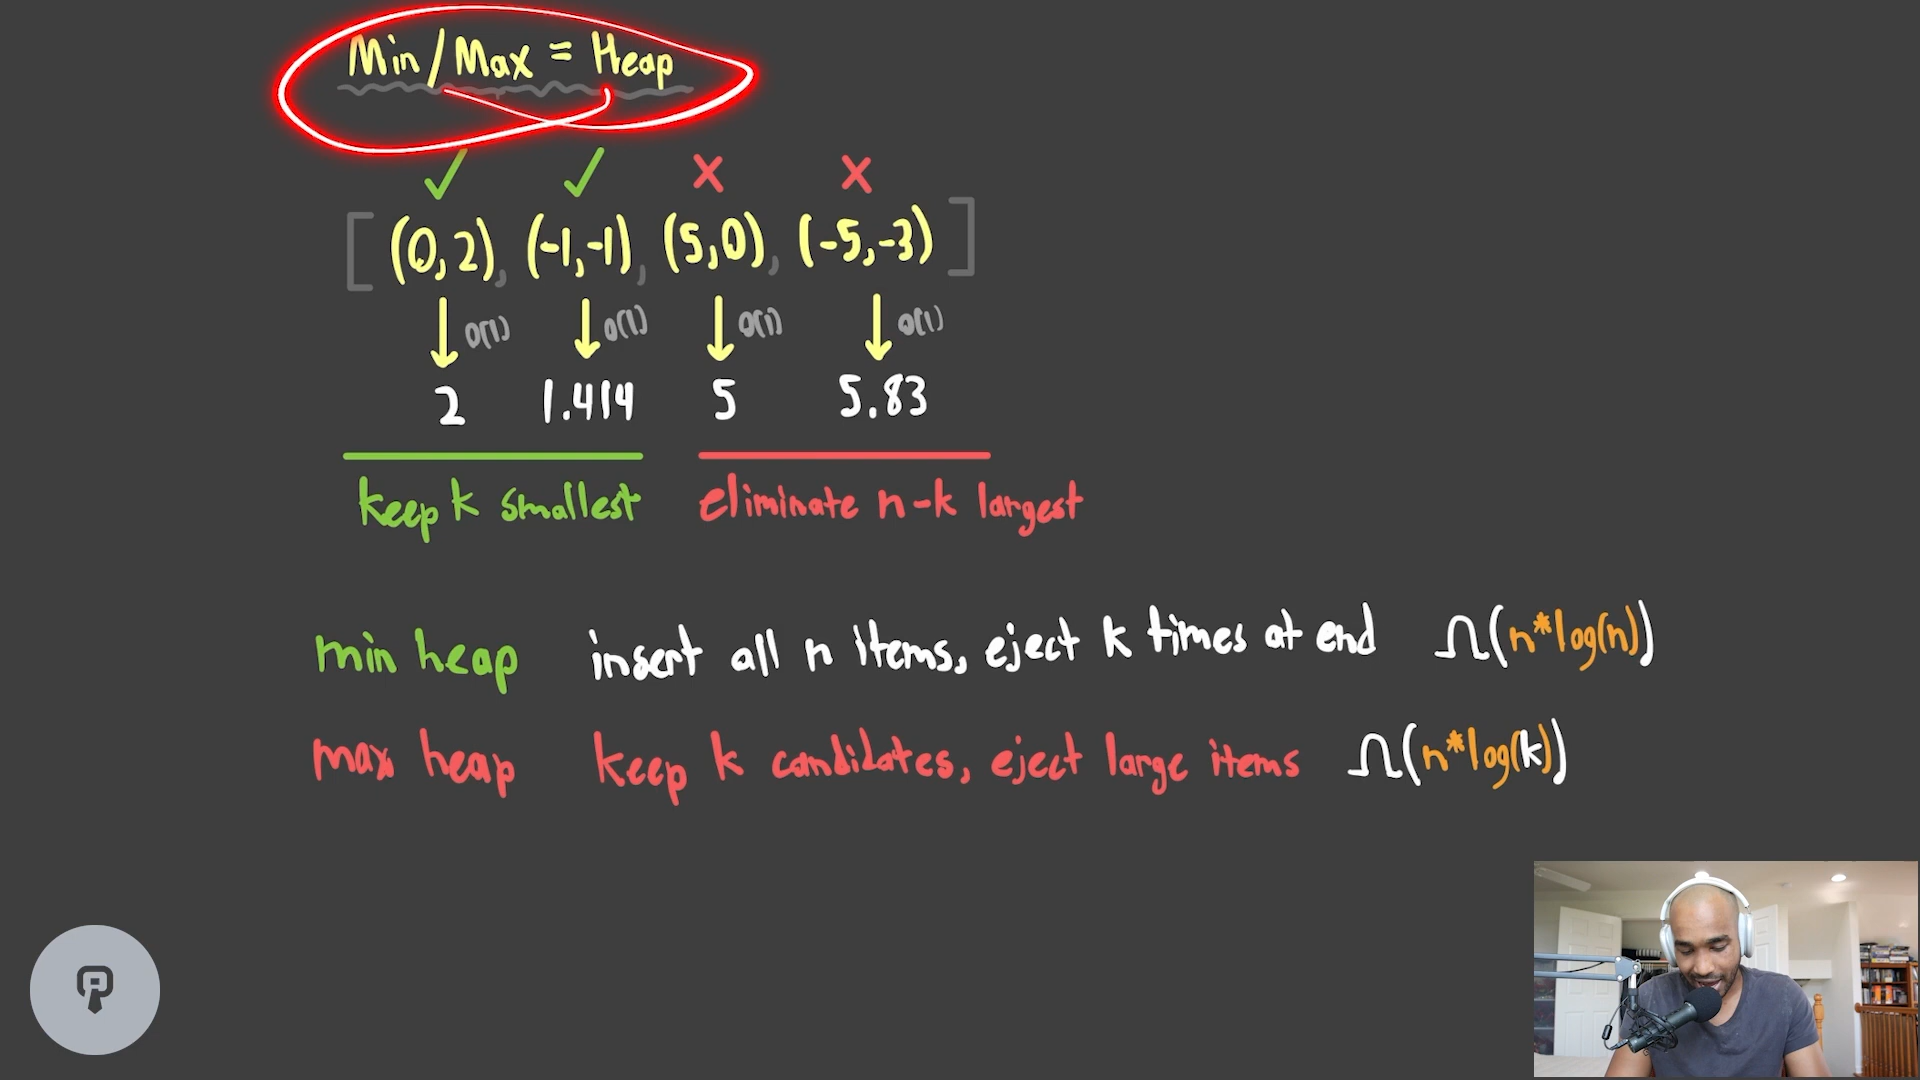 Min/Max = Heap
✓ ✓ X X
[(0,2), (-1,-1), (5,0), (-5,-3)]
O(1) O(1) O(1) O(1)
2 1.414 5 5.83
keep k smallest eliminate n-k largest
min heap insert all n items, eject k times at end Ω(n*log(n))
max heap keep k candidates, eject large items Ω(n*log(k))